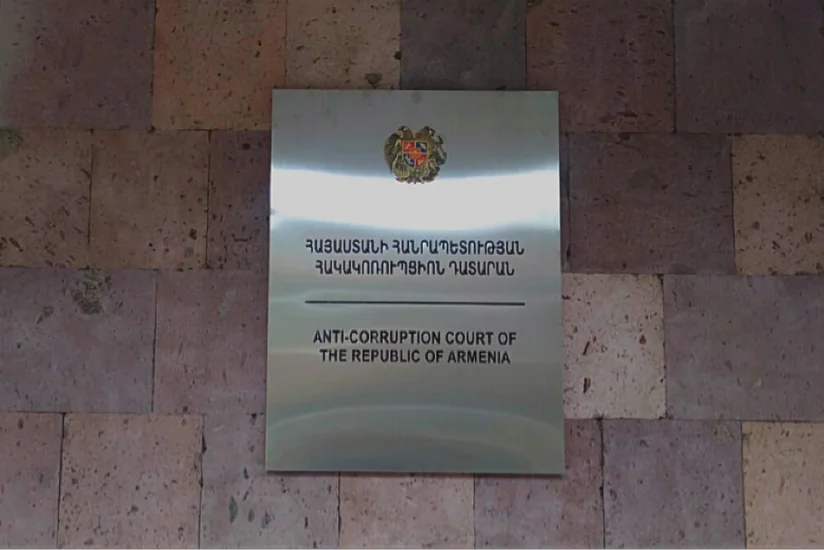 ՀԱՅԱՍՏԱՆԻ ՀԱՆՐԱՊԵՏՈՒԹՅԱՆ
ՀԱԿԱԿՈՌՈՒՊՑԻՈՆ ԴԱՏԱՐԱՆ
ANTI-CORRUPTION COURT OF
THE REPUBLIC OF ARMENIA